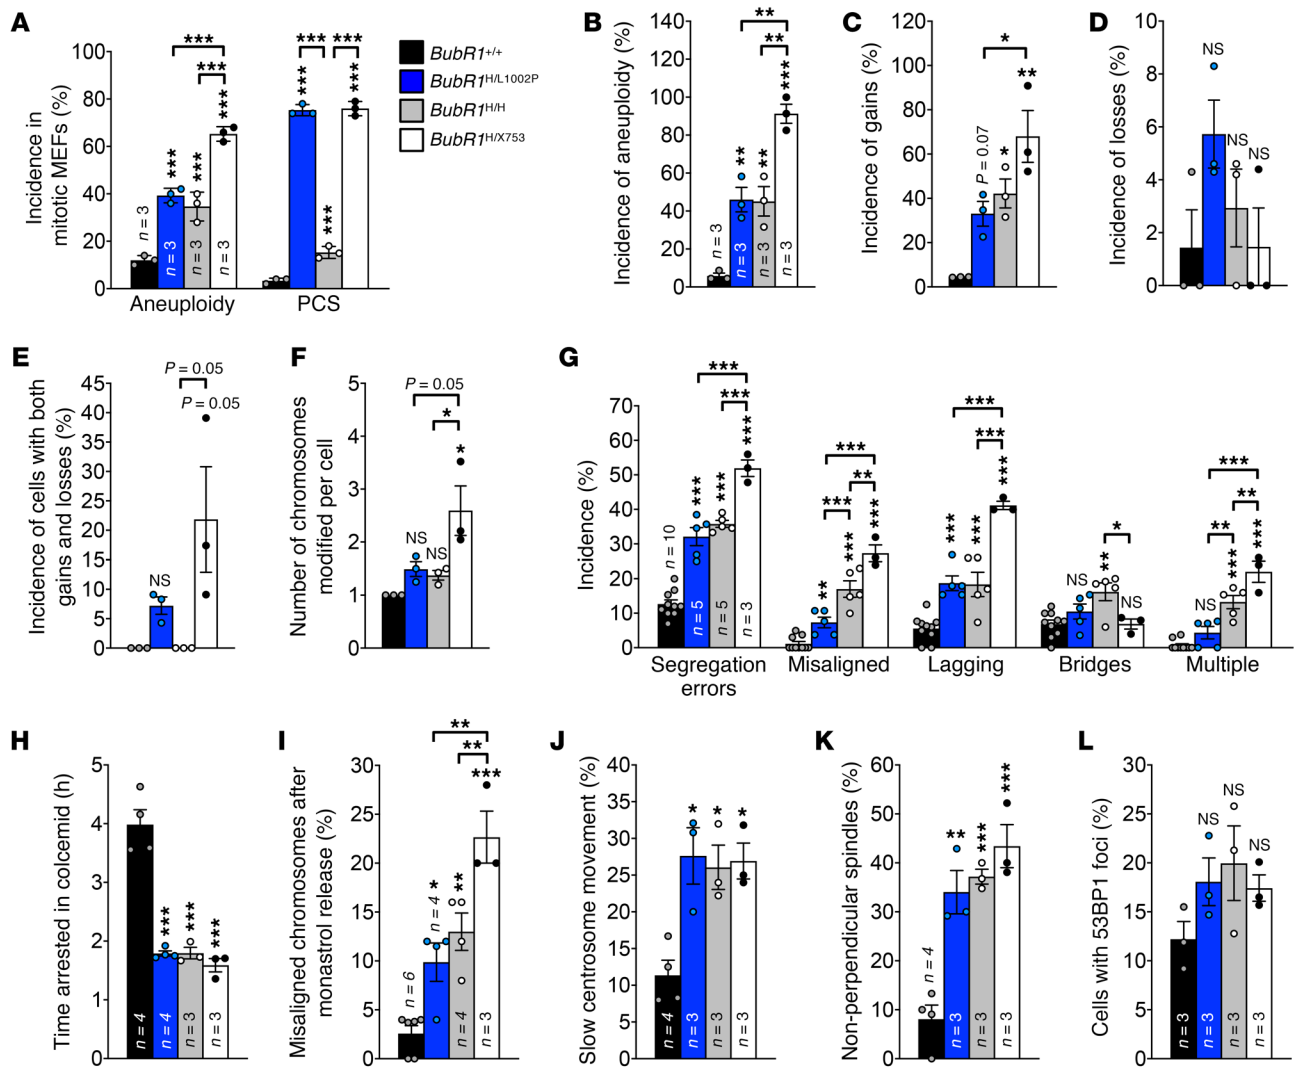 A
Incidence in
mitotic MEFs (%)
100
80
60
40
20
0
***
***
***
***
***
***
***
***
***
***
n = 3
n = 3
n = 3
n = 3
Aneuploidy
PCS
BubR1+/+
BubR1H/L1002P
BubR1H/H
BubR1H/X753
B
Incidence of aneuploidy (%)
140
120
100
80
60
40
20
0
**
**
***
**
**
n = 3
n = 3
n = 3
n = 3
C
Incidence of gains (%)
120
100
80
60
40
20
0
*
**
P = 0.07
*
D
Incidence of losses (%)
10
8
6
4
2
0
NS
NS
NS
E
Incidence of cells with both
gains and losses (%)
45
40
35
30
25
20
15
10
5
0
P = 0.05
P = 0.05
NS
F
Number of chromosomes
modified per cell
5
4
3
2
1
0
P = 0.05
*
*
NS
NS
G
Incidence (%)
70
60
50
40
30
20
10
0
***
***
***
***
***
n = 10
n = 5
n = 5
n = 3
***
**
***
***
***
**
***
***
***
***
***
*
**
NS
NS
***
**
**
***
***
NS
Segregation
errors
Misaligned
Lagging
Bridges
Multiple
H
Time arrested in colcemid (h)
5
4
3
2
1
0
***
***
***
n = 4
n = 4
n = 3
n = 3
I
Misaligned chromosomes after
monastrol release (%)
30
25
20
15
10
5
0
**
**
***
**
*
n = 6
n = 4
n = 4
n = 3
J
Slow centrosome movement (%)
40
35
30
25
20
15
10
5
0
*
*
*
n = 4
n = 3
n = 3
n = 3
K
Non-perpendicular spindles (%)
60
50
40
30
20
10
0
**
***
***
n = 4
n = 3
n = 3
n = 3
L
Cells with 53BP1 foci (%)
30
25
20
15
10
5
0
NS
NS
NS
n = 3
n = 3
n = 3
n = 3